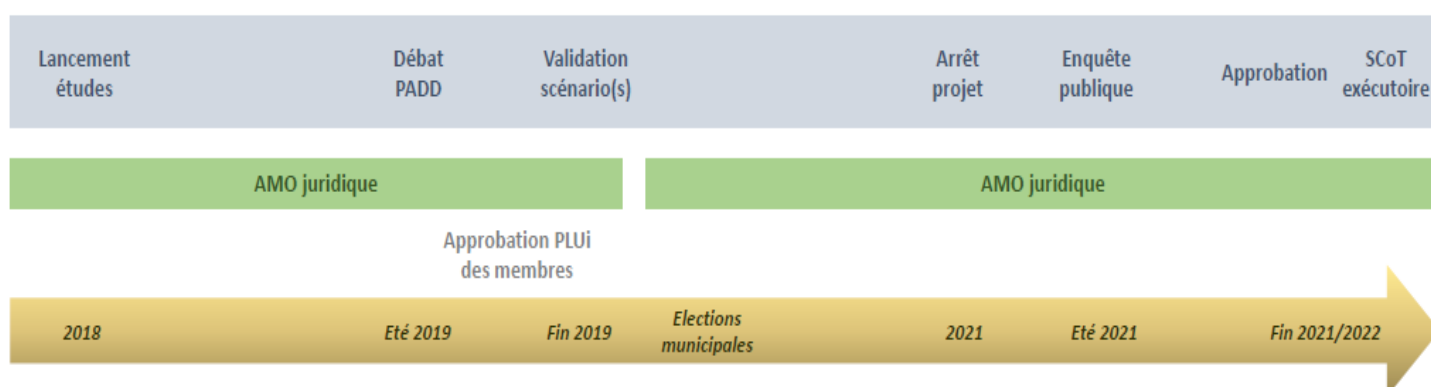 Lancement
études
Débat
PADD
Validation
scénario(s)
Arrêt
projet
Enquête
publique
Approbation
SCoT
exécutoire
AMO juridique
AMO juridique
Approbation PLUi
des membres
2018
Eté 2019
Fin 2019
Elections
municipales
2021
Eté 2021
Fin 2021/2022